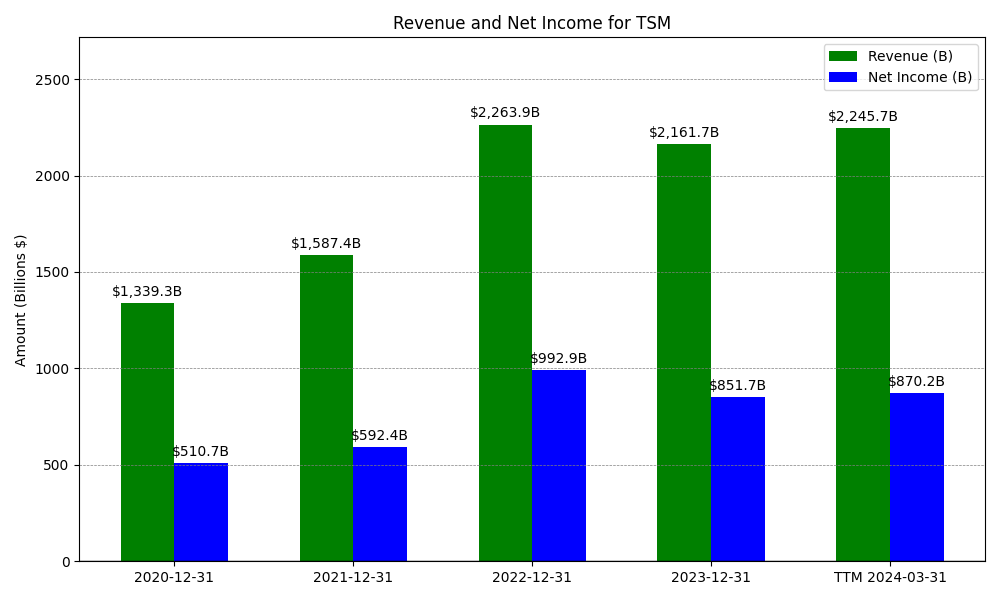 Revenue and Net Income for TSM
Revenue (B)
Net Income (B)
Amount (Billions $)
2500
2000
1500
1000
500
0
$1,339.3B
$510.7B
$1,587.4B
$592.4B
$2,263.9B
$992.9B
$2,161.7B
$851.7B
$2,245.7B
$870.2B
2020-12-31
2021-12-31
2022-12-31
2023-12-31
TTM 2024-03-31